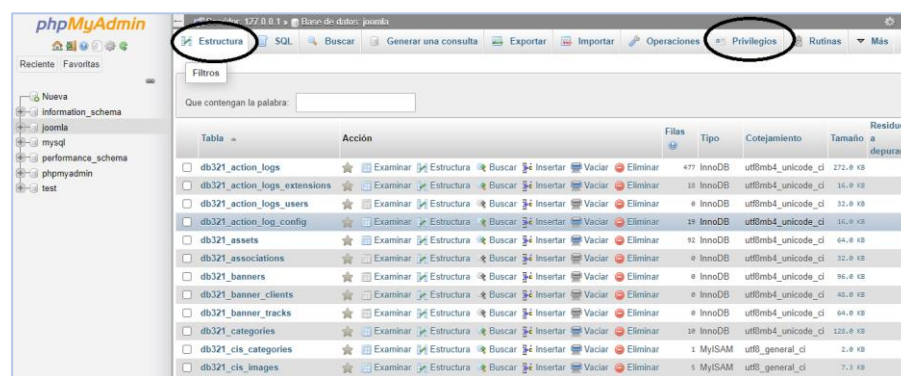 phpMyAdmin
Reciente Favoritas
Nueva
information_schema
joomla
mysql
performance_schema
phpmyadmin
test
Servidor: 127.0.0.1 » Base de datos: joomla
Estructura SQL Buscar Generar una consulta Exportar Importar Operaciones Privilegios Rutinas Más
Filtros
Que contengan la palabra:
Tabla Acción Filas Tipo Cotejamiento Tamaño Residuo a depurar
db321_action_logs Examinar Estructura Buscar Insertar Vaciar Eliminar 477 InnoDB utf8mb4_unicode_ci 272.0 KB
db321_action_logs_extensions Examinar Estructura Buscar Insertar Vaciar Eliminar 18 InnoDB utf8mb4_unicode_ci 16.0 KB
db321_action_logs_users Examinar Estructura Buscar Insertar Vaciar Eliminar 0 InnoDB utf8mb4_unicode_ci 32.0 KB
db321_action_log_config Examinar Estructura Buscar Insertar Vaciar Eliminar 19 InnoDB utf8mb4_unicode_ci 16.0 KB
db321_assets Examinar Estructura Buscar Insertar Vaciar Eliminar 92 InnoDB utf8mb4_unicode_ci 64.0 KB
db321_associations Examinar Estructura Buscar Insertar Vaciar Eliminar 0 InnoDB utf8mb4_unicode_ci 32.0 KB
db321_banners Examinar Estructura Buscar Insertar Vaciar Eliminar 0 InnoDB utf8mb4_unicode_ci 96.0 KB
db321_banner_clients Examinar Estructura Buscar Insertar Vaciar Eliminar 0 InnoDB utf8mb4_unicode_ci 48.0 KB
db321_banner_tracks Examinar Estructura Buscar Insertar Vaciar Eliminar 0 InnoDB utf8mb4_unicode_ci 64.0 KB
db321_categories Examinar Estructura Buscar Insertar Vaciar Eliminar 10 InnoDB utf8mb4_unicode_ci 128.0 KB
db321_cis_categories Examinar Estructura Buscar Insertar Vaciar Eliminar 1 MyISAM utf8_general_ci 2.0 KB
db321_cis_images Examinar Estructura Buscar Insertar Vaciar Eliminar 5 MyISAM utf8_general_ci 7.3 KB